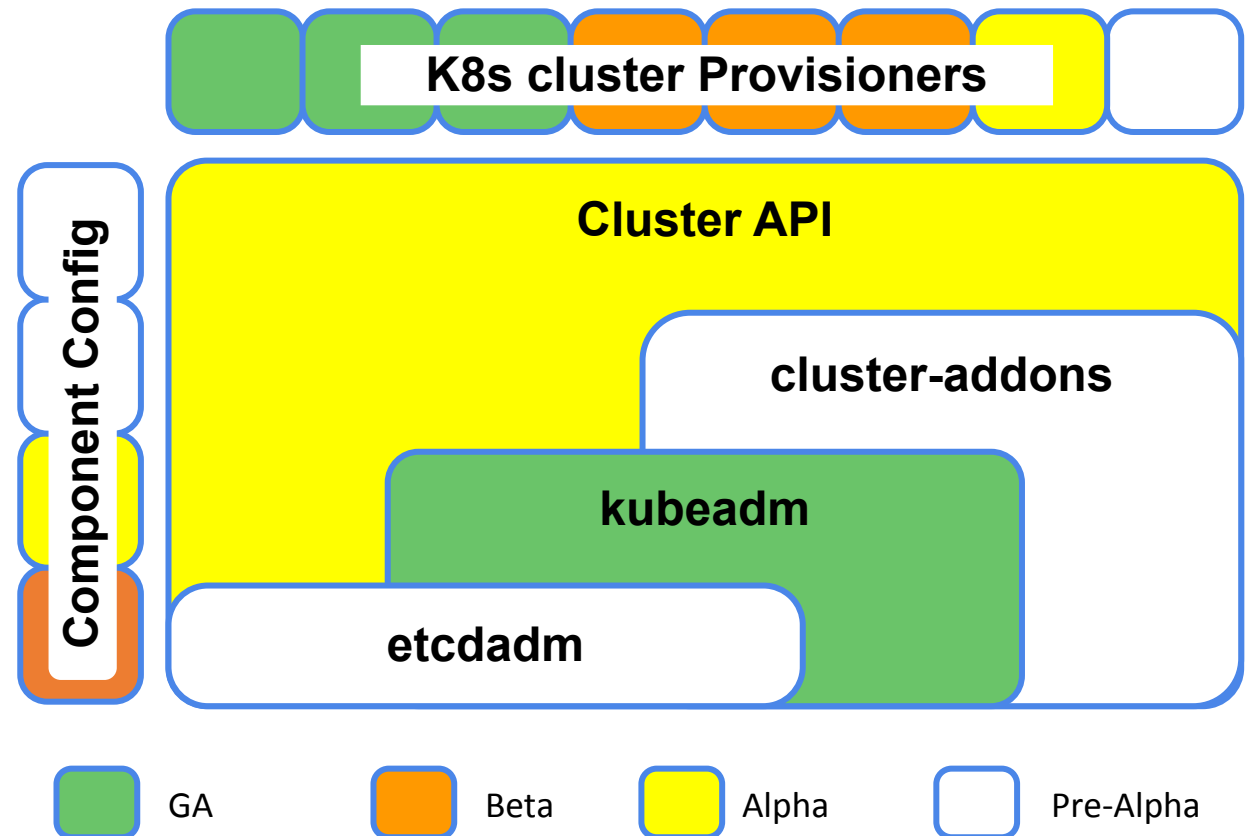 K8s cluster Provisioners
Component Config
Cluster API
cluster-addons
kubeadm
etcdadm
GA
Beta
Alpha
Pre-Alpha